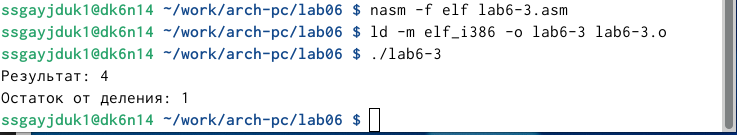 ssgayjduk1@dk6n14 ~/work/arch-pc/lab06 $ nasm -f elf lab6-3.asm
ssgayjduk1@dk6n14 ~/work/arch-pc/lab06 $ ld -m elf_i386 -o lab6-3 lab6-3.o
ssgayjduk1@dk6n14 ~/work/arch-pc/lab06 $ ./lab6-3
Результат: 4
Остаток от деления: 1
ssgayjduk1@dk6n14 ~/work/arch-pc/lab06 $